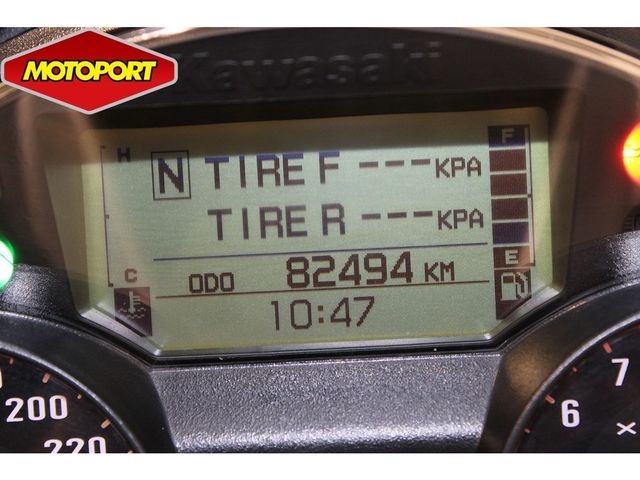 MOTOPORT
Kawasaki
H
F
N TIRE F --- KPA
TIRE R --- KPA
E
C
ODO 82494 KM
10:47
200
220
6
7
×